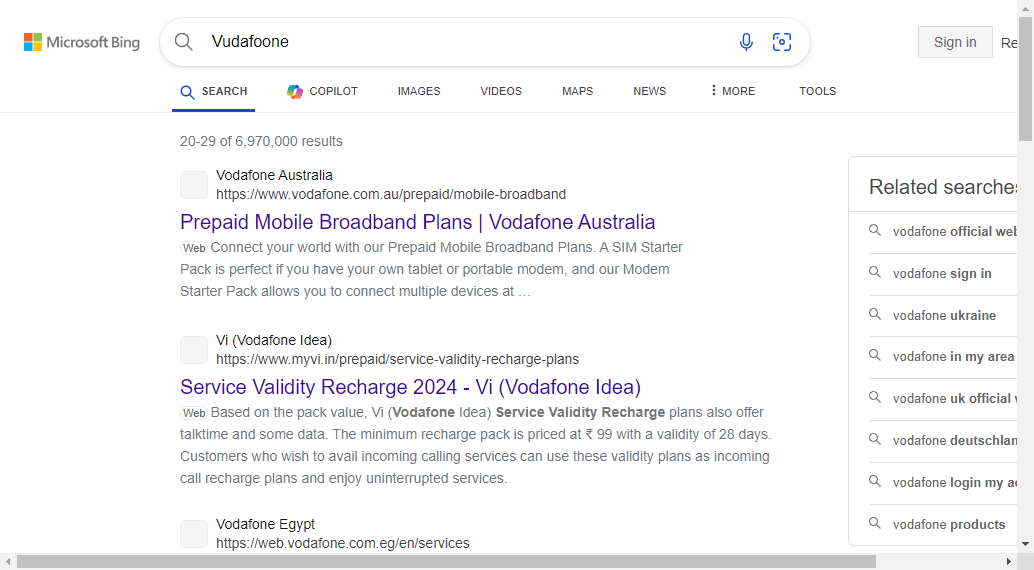 Microsoft Bing
Vudafoone
Sign in
Re
SEARCH
COPILOT
IMAGES
VIDEOS
MAPS
NEWS
MORE
TOOLS
20-29 of 6,970,000 results
Vodafone Australia
https://www.vodafone.com.au/prepaid/mobile-broadband
Prepaid Mobile Broadband Plans | Vodafone Australia
Web Connect your world with our Prepaid Mobile Broadband Plans. A SIM Starter
Pack is perfect if you have your own tablet or portable modem, and our Modem
Starter Pack allows you to connect multiple devices at …
Vi (Vodafone Idea)
https://www.myvi.in/prepaid/service-validity-recharge-plans
Service Validity Recharge 2024 - Vi (Vodafone Idea)
Web Based on the pack value, Vi (Vodafone Idea) Service Validity Recharge plans also offer
talktime and some data. The minimum recharge pack is priced at ₹ 99 with a validity of 28 days.
Customers who wish to avail incoming calling services can use these validity plans as incoming
call recharge plans and enjoy uninterrupted services.
Vodafone Egypt
https://web.vodafone.com.eg/en/services
Related searches
vodafone official web
vodafone sign in
vodafone ukraine
vodafone in my area
vodafone uk official
vodafone deutschlan
vodafone login my
vodafone products